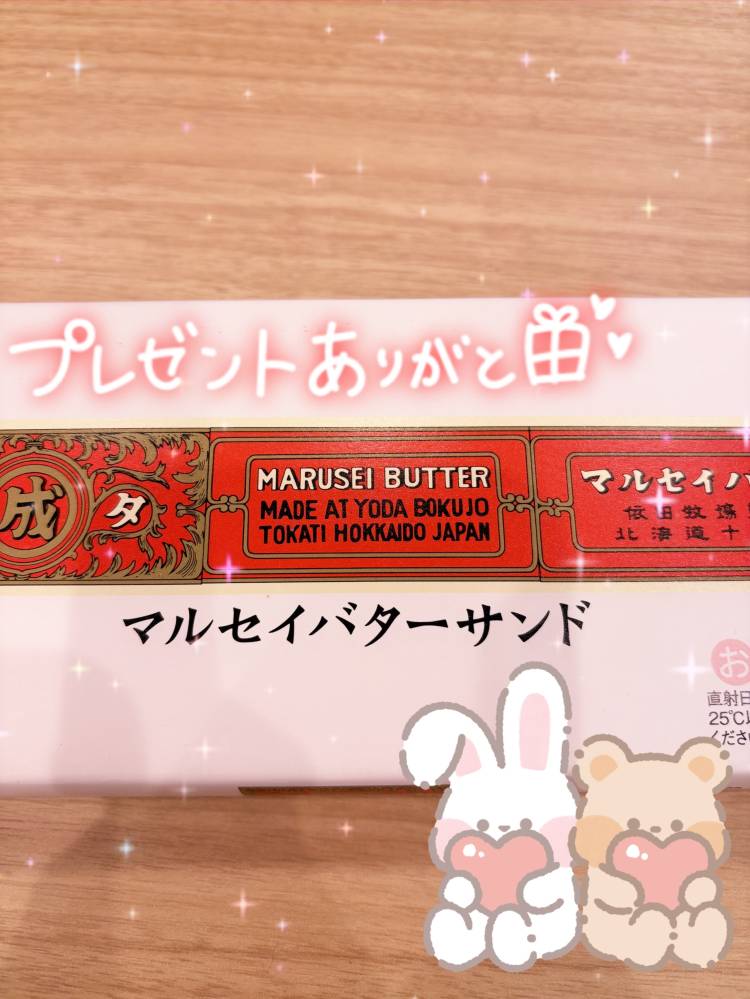 プレゼントありがと
成
タ
MARUSEI BUTTER
MADE AT YODA BOKUJO
TOKATI HOKKAIDO JAPAN
マルセイバ
依田牧場
北海道十
マルセイバターサンド
お
直射日
25℃以
くださ